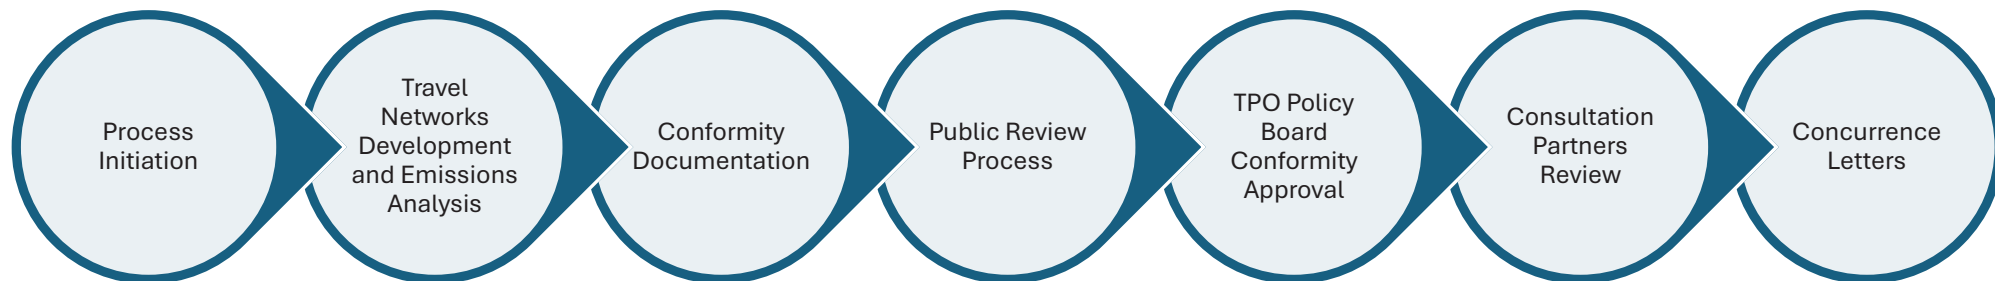 Process
Initiation
Travel
Networks
Development
and Emissions
Analysis
Conformity
Documentation
Public Review
Process
TPO Policy
Board
Conformity
Approval
Consultation
Partners
Review
Concurrence
Letters